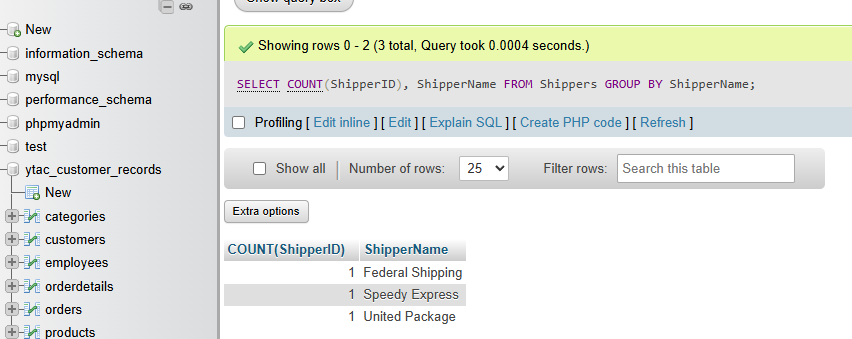 Show query box
New
information_schema
mysql
performance_schema
phpmyadmin
test
ytac_customer_records
New
categories
customers
employees
orderdetails
orders
products
Showing rows 0 - 2 (3 total, Query took 0.0004 seconds.)
SELECT COUNT(ShipperID), ShipperName FROM Shippers GROUP BY ShipperName;
Profiling [ Edit inline ] [ Edit ] [ Explain SQL ] [ Create PHP code ] [ Refresh ]
Show all Number of rows: 25 Filter rows: Search this table
Extra options
COUNT(ShipperID) ShipperName
1 Federal Shipping
1 Speedy Express
1 United Package